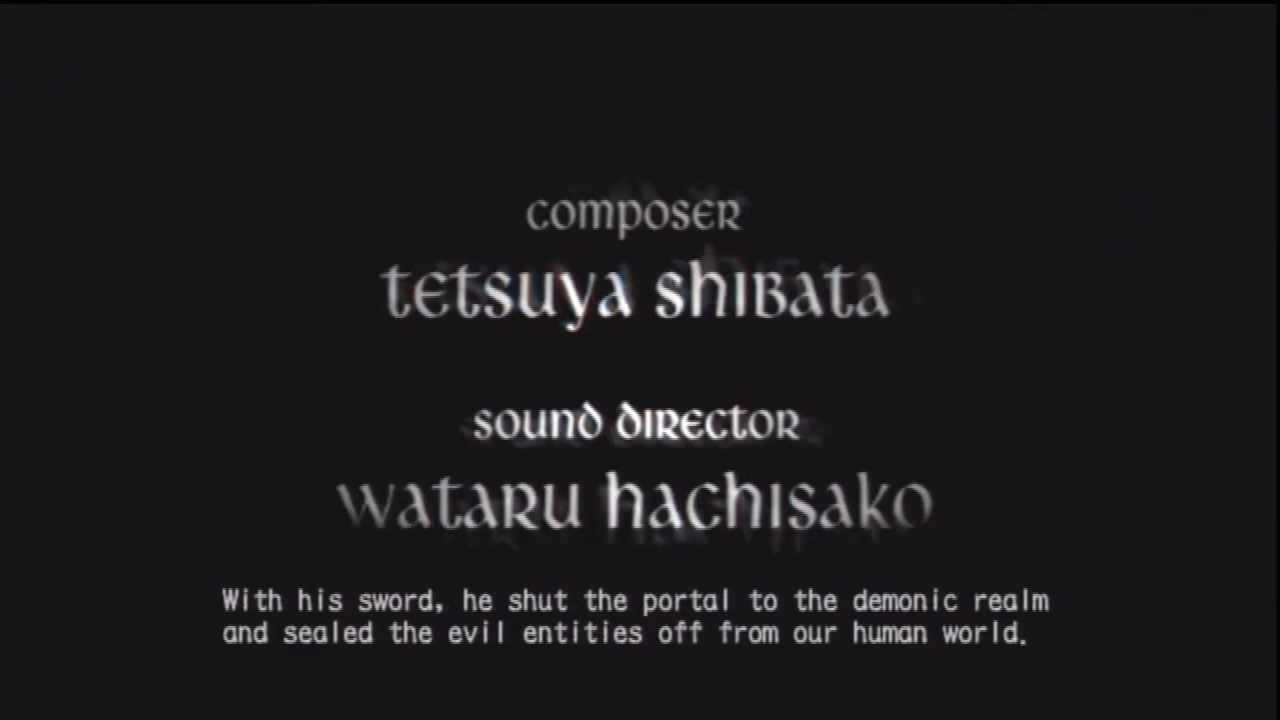 composer
tetsuya shibata
sound director
wataru hachisako
With his sword, he shut the portal to the demonic realm
and sealed the evil entities off from our human world.